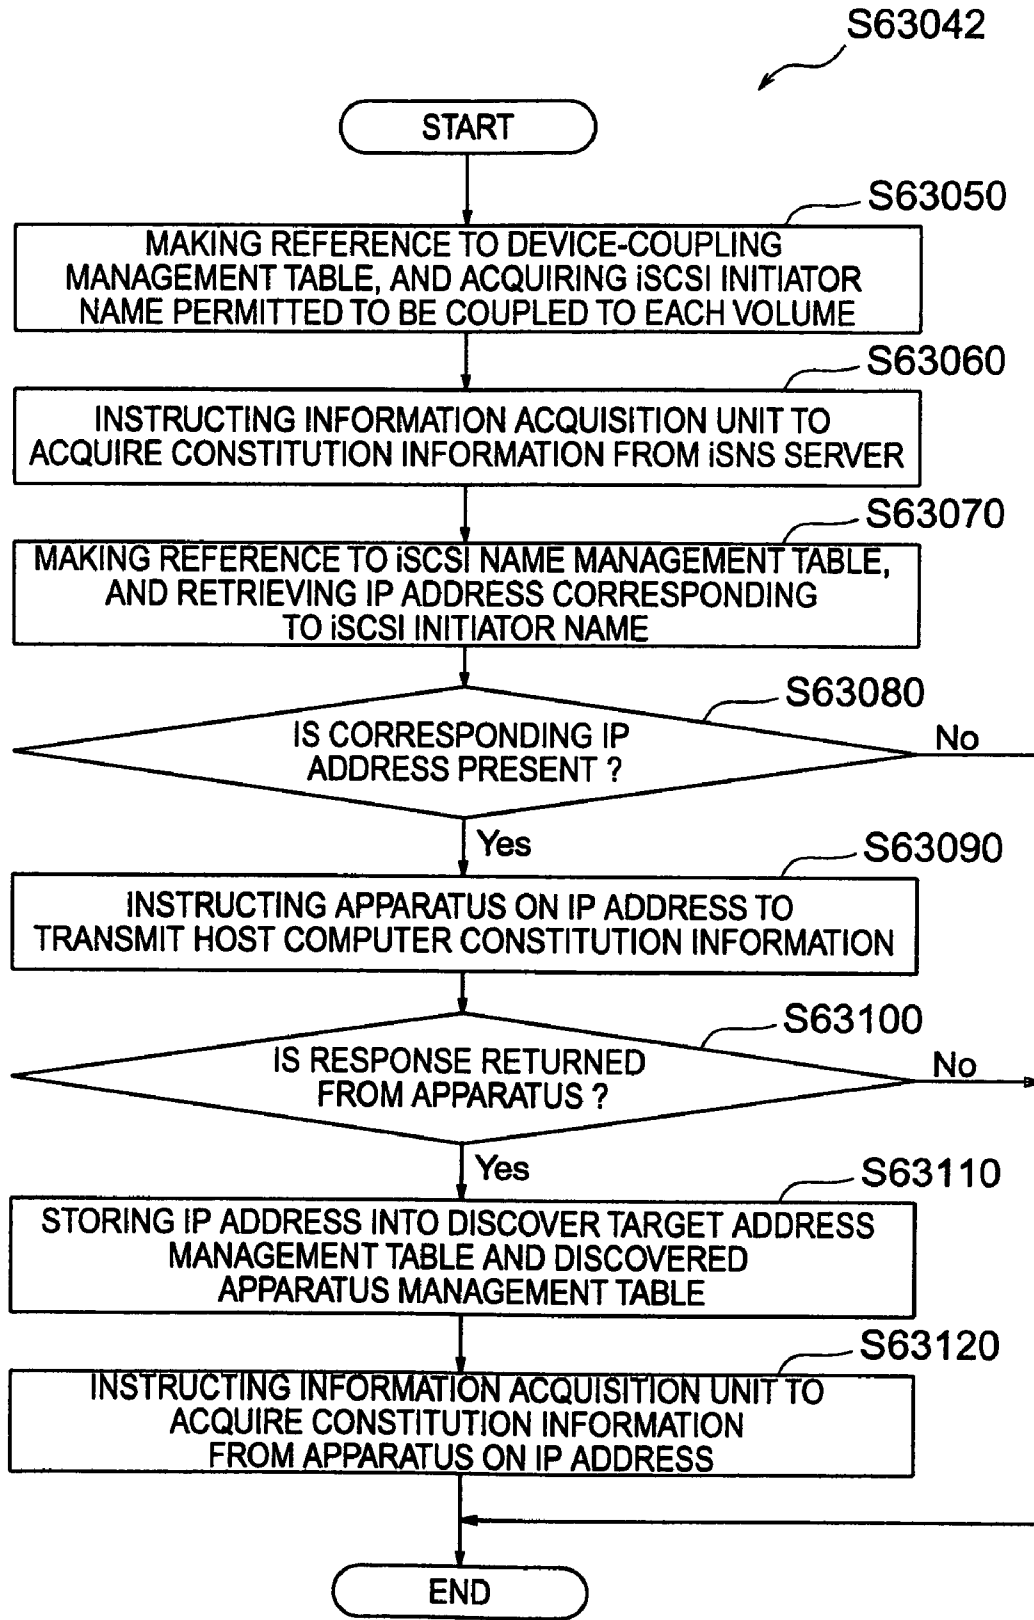 S63042
START
S63050
MAKING REFERENCE TO DEVICE-COUPLING
MANAGEMENT TABLE, AND ACQUIRING iSCSI INITIATOR
NAME PERMITTED TO BE COUPLED TO EACH VOLUME
S63060
INSTRUCTING INFORMATION ACQUISITION UNIT TO
ACQUIRE CONSTITUTION INFORMATION FROM iSNS SERVER
S63070
MAKING REFERENCE TO iSCSI NAME MANAGEMENT TABLE,
AND RETRIEVING IP ADDRESS CORRESPONDING
TO iSCSI INITIATOR NAME
S63080
IS CORRESPONDING IP
ADDRESS PRESENT ?
No
Yes
S63090
INSTRUCTING APPARATUS ON IP ADDRESS TO
TRANSMIT HOST COMPUTER CONSTITUTION INFORMATION
S63100
IS RESPONSE RETURNED
FROM APPARATUS ?
No
Yes
S63110
STORING IP ADDRESS INTO DISCOVER TARGET ADDRESS
MANAGEMENT TABLE AND DISCOVERED
APPARATUS MANAGEMENT TABLE
S63120
INSTRUCTING INFORMATION ACQUISITION UNIT TO
ACQUIRE CONSTITUTION INFORMATION
FROM APPARATUS ON IP ADDRESS
END